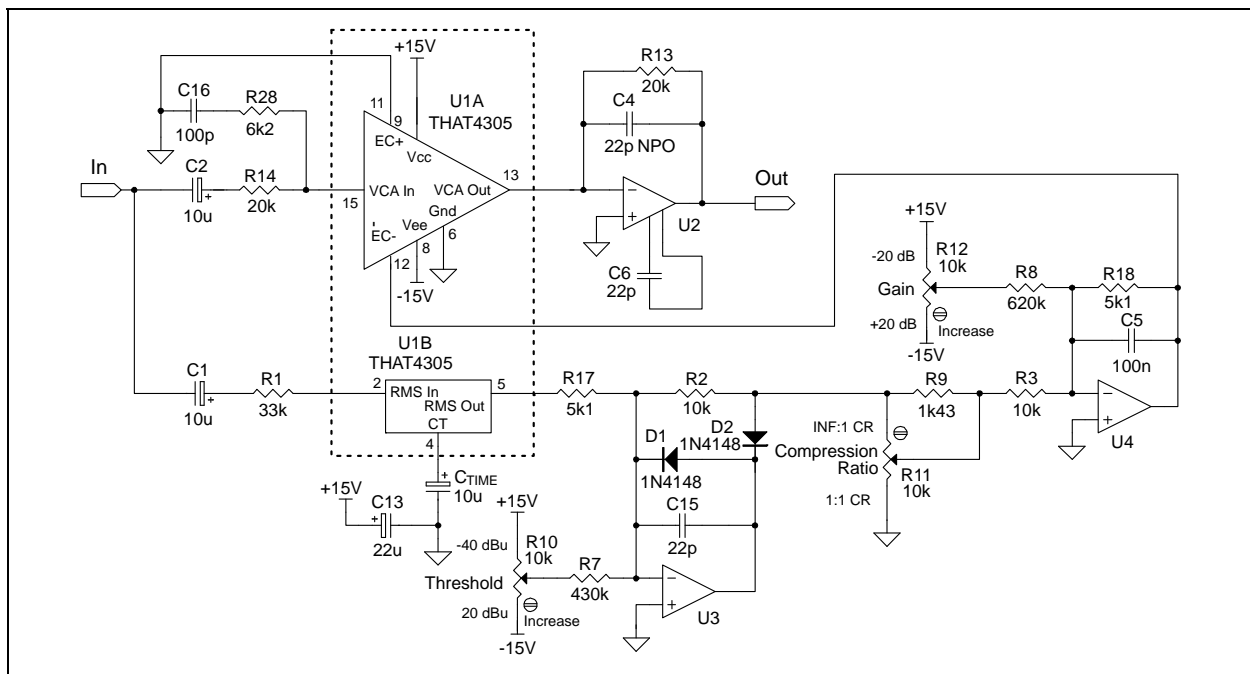 +15V
R13
20k
C16
100p
R28
6k2
11
9
U1A
THAT4305
C4
22p NPO
EC+
Vcc
In
C2
10u
+
R14
20k
15
VCA In
VCA Out
13
Gnd
Vee
EC-
6
8
12
-15V
−
+
U2
Out
C6
22p
+15V
-20 dB
R12
10k
Gain
+20 dB
Increase
-15V
R8
620k
R18
5k1
C5
100n
U1B
THAT4305
C1
10u
+
R1
33k
2
RMS In
RMS Out
CT
5
4
R17
5k1
R2
10k
R9
1k43
R3
10k
−
+
U4
D2
1N4148
D1
1N4148
INF:1 CR
Compression
Ratio
R11
10k
1:1 CR
+
CTIME
10u
+15V
C13
+
22u
C15
22p
+15V
-40 dBu
R10
10k
Threshold
20 dBu
Increase
-15V
R7
430k
−
+
U3